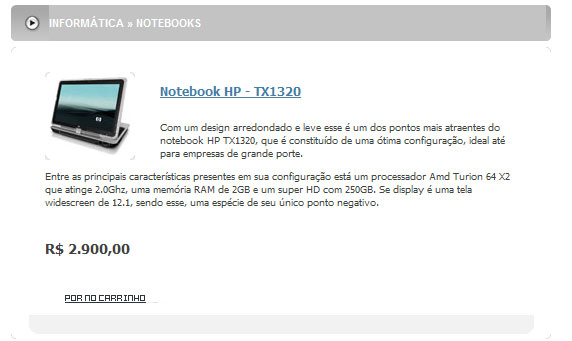 INFORMÁTICA » NOTEBOOKS
Notebook HP - TX1320
Com um design arredondado e leve esse é um dos pontos mais atraentes do
notebook HP TX1320, que é constituído de uma ótima configuração, ideal até
para empresas de grande porte.
Entre as principais características presentes em sua configuração está um processador Amd Turion 64 X2
que atinge 2.0Ghz, uma memória RAM de 2GB e um super HD com 250GB. Se display é uma tela
widescreen de 12.1, sendo esse, uma espécie de seu único ponto negativo.
R$ 2.900,00
POR NO CARRINHO